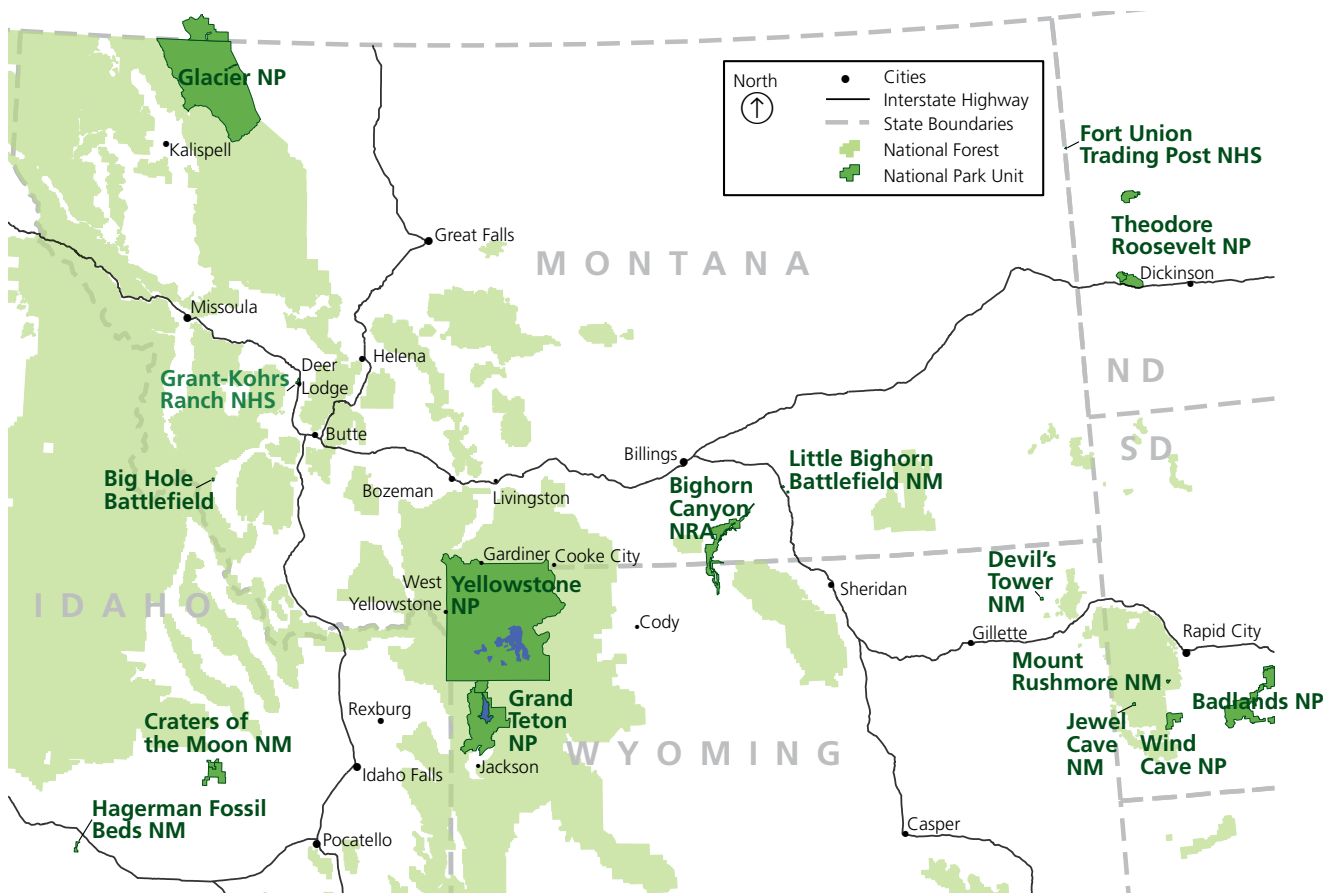 Glacier NP
Kalispell
North
Cities
Interstate Highway
State Boundaries
National Forest
National Park Unit
Fort Union
Trading Post NHS
Theodore
Roosevelt NP
Dickinson
Great Falls
MONTANA
Missoula
Helena
Deer
Lodge
Grant-Kohrs
Ranch NHS
Butte
ND
SD
Big Hole
Battlefield
Bozeman
Livingston
Billings
Bighorn
Canyon
NRA
Little Bighorn
Battlefield NM
Gardiner
Cooke City
West
Yellowstone
Yellowstone
NP
IDAHO
Cody
Sheridan
Devil's
Tower
NM
Gillette
Rapid City
Mount
Rushmore NM
Badlands NP
Jewel
Cave
NM
Wind
Cave NP
Grand
Teton
NP
WYOMING
Rexburg
Craters of
the Moon NM
Idaho Falls
Jackson
Hagerman Fossil
Beds NM
Pocatello
Casper